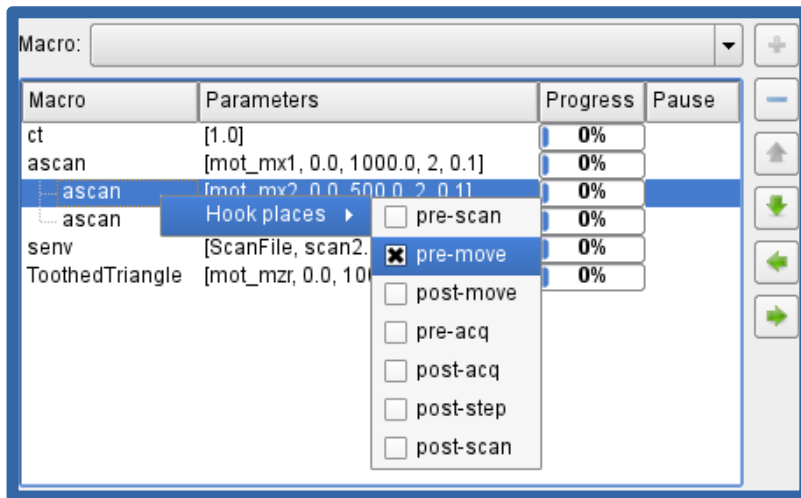 Macro:
Macro Parameters Progress Pause
ct [1.0] 0%
ascan [mot_mx1, 0.0, 1000.0, 2, 0.1] 0%
ascan [mot_mx2, 0.0, 500.0, 2, 0.1] 0%
Hook places
ascan 0%
senv [ScanFile, scan2. 0%
ToothedTriangle [mot_mzr, 0.0, 10 0%
pre-scan
pre-move
post-move
pre-acq
post-acq
post-step
post-scan